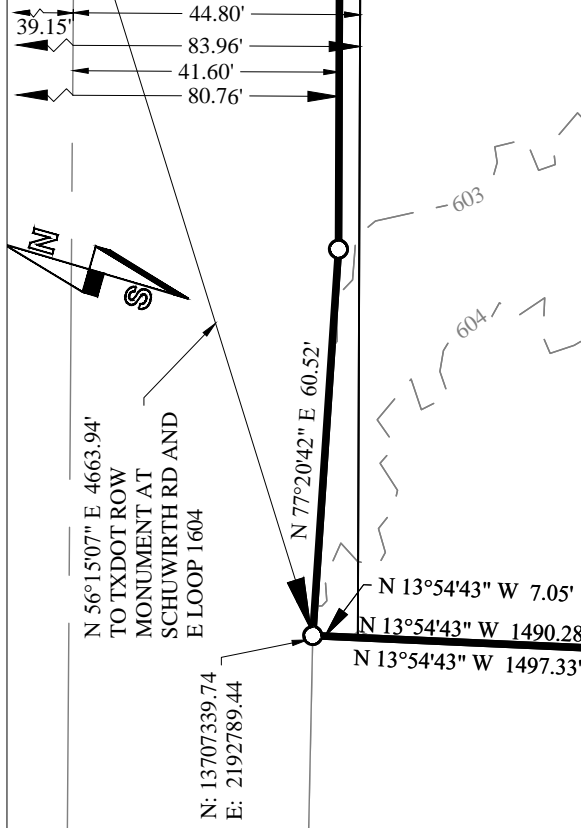 44.80'
39.15'
83.96'
41.60'
80.76'
603
N
S
604
N 77°20'42" E 60.52'
N 56°15'07" E 4663.94'
TO TXDOT ROW
MONUMENT AT
SCHUWIRTH RD AND
E LOOP 1604
N 13°54'43" W 7.05'
N 13°54'43" W 1490.28
N 13°54'43" W 1497.33'
N: 13707339.74
E: 2192789.44